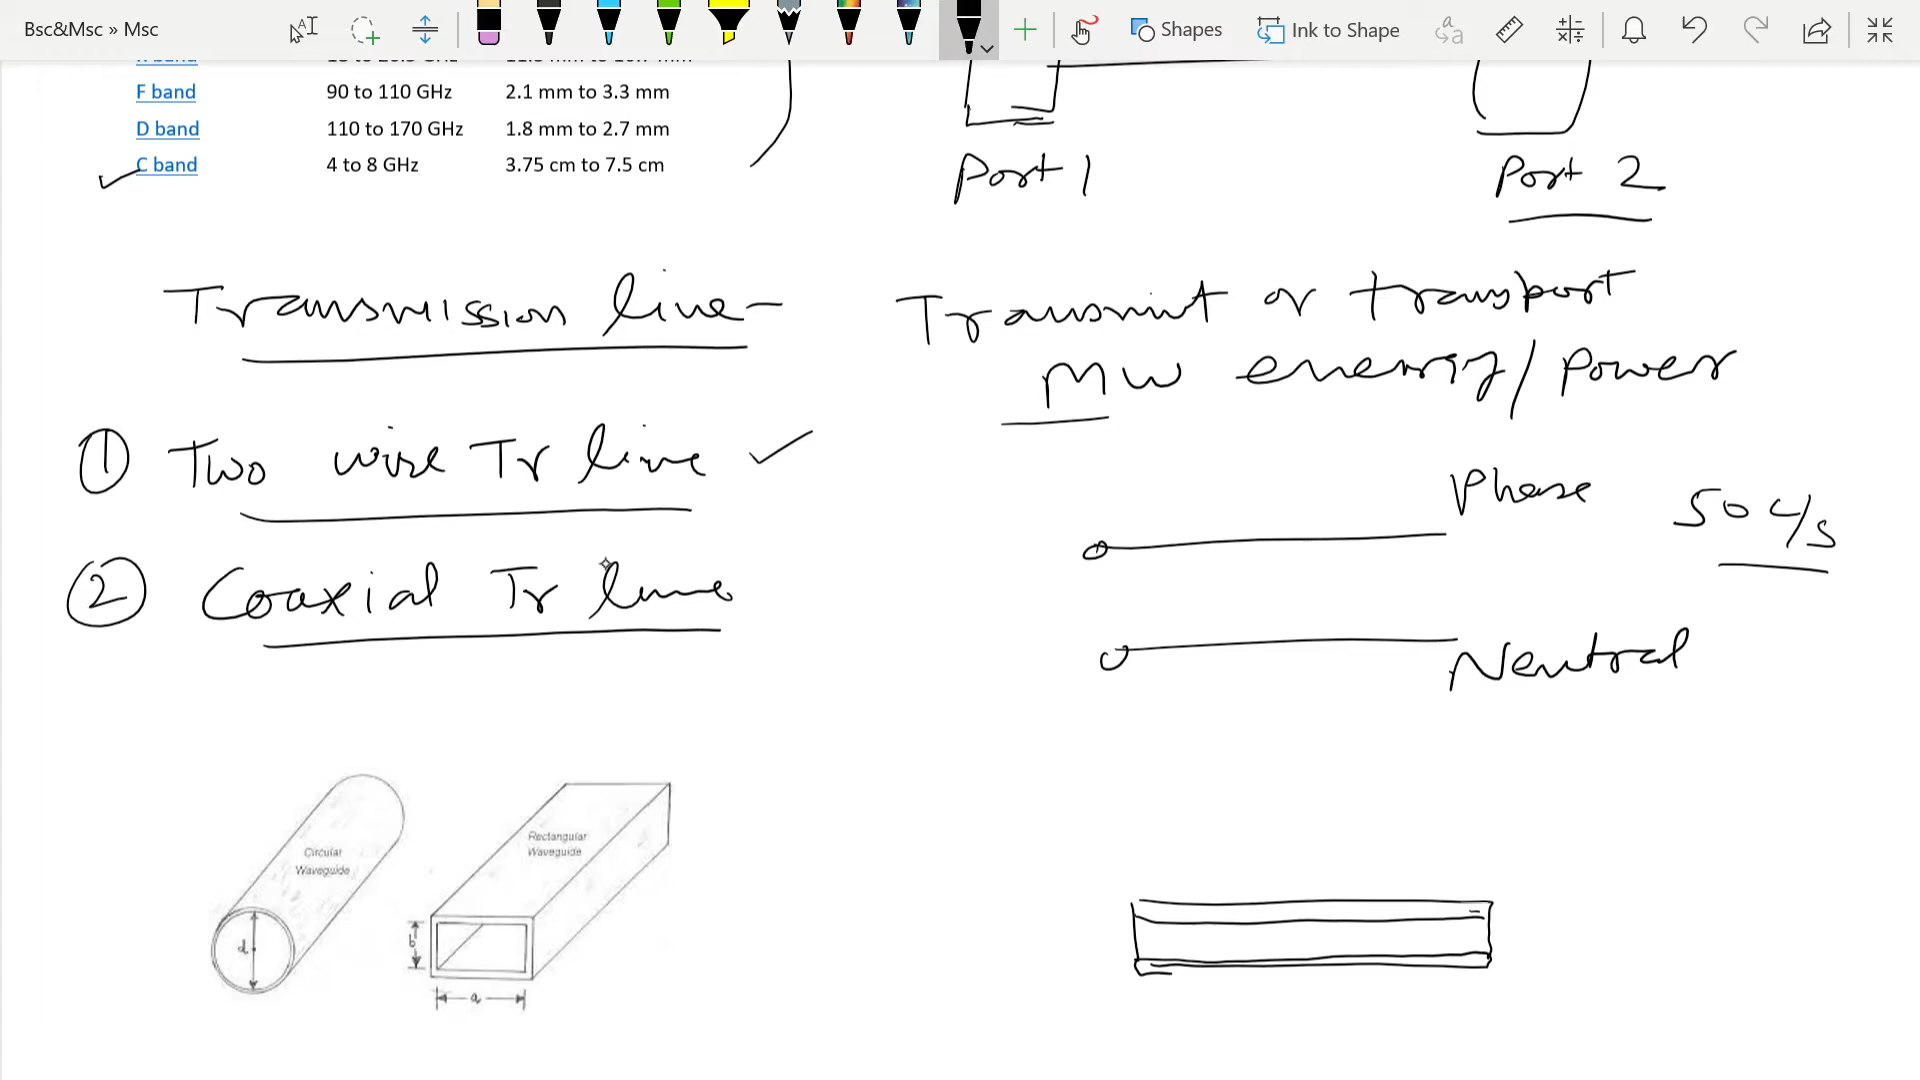 Bsc&Msc » Msc
Shapes
Ink to Shape
F band 90 to 110 GHz 2.1 mm to 3.3 mm
D band 110 to 170 GHz 1.8 mm to 2.7 mm
C band 4 to 8 GHz 3.75 cm to 7.5 cm
Port 1
Port 2
Transmission line- Transmit or transport
MW energy/Power
① Two wire Tr line ✓
Phase 50 c/s
② Coaxial Tr line
Neutral
Circular
Waveguide
Rectangular
Waveguide
d
b
a